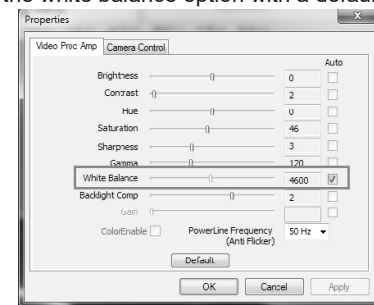 the white balance option with a default
Properties X
Video Proc Amp Camera Control
Auto
Brightness 0
Contrast 2
Hue 0
Saturation 46
Sharpness 3
Gamma 120
White Balance 4600
Backlight Comp 2
Gain
ColorEnable PowerLine Frequency 50 Hz
(Anti Flicker)
Default
OK Cancel Apply